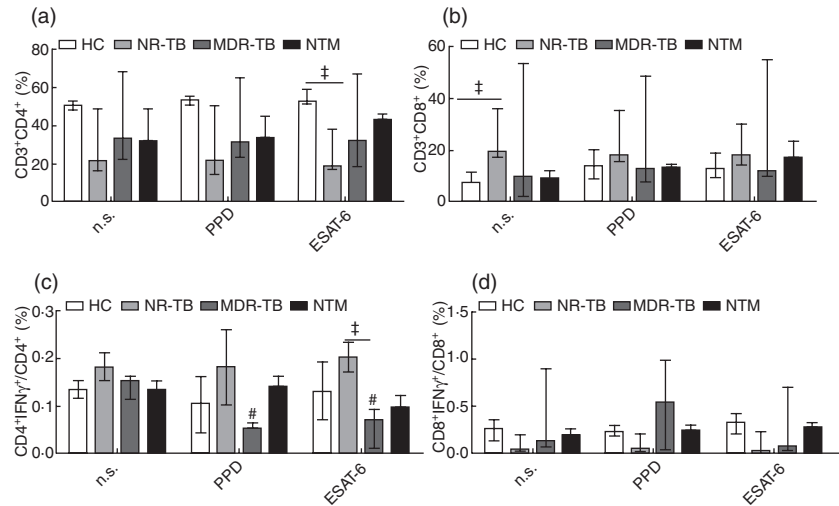 (a)
HC NR-TB MDR-TB NTM
CD3⁺CD4⁺ (%)
80
60
40
20
0
‡
n.s.
PPD
ESAT-6
(b)
HC NR-TB MDR-TB NTM
CD3⁺CD8⁺ (%)
60
40
20
0
‡
n.s.
PPD
ESAT-6
(c)
HC NR-TB MDR-TB NTM
CD4⁺IFNγ⁺/CD4⁺ (%)
0·3
0·2
0·1
0·0
‡
#
#
n.s.
PPD
ESAT-6
(d)
HC NR-TB MDR-TB NTM
CD8⁺IFNγ⁺/CD8⁺ (%)
1·5
1·0
0·5
0·0
n.s.
PPD
ESAT-6